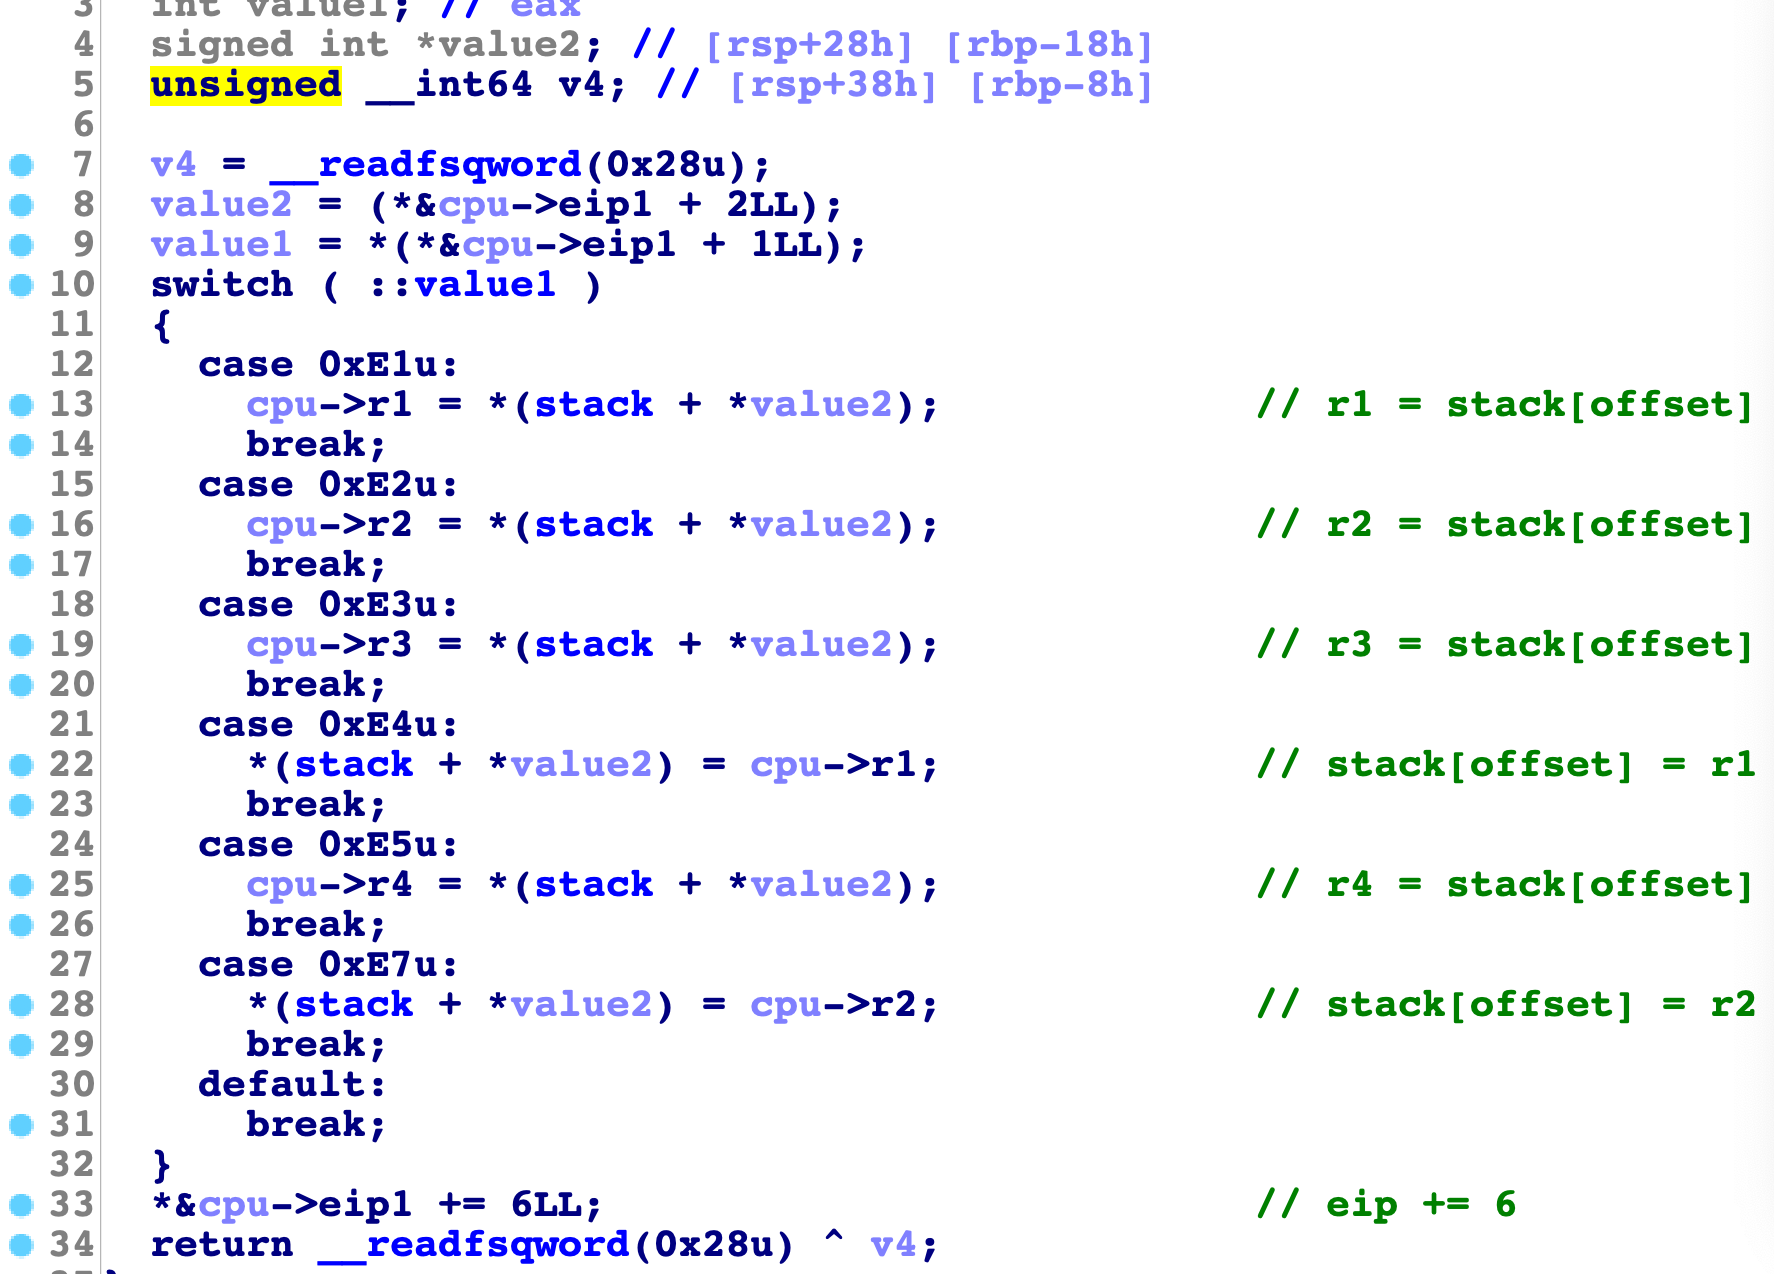 3 int value1; // eax
4 signed int *value2; // [rsp+28h] [rbp-18h]
5 unsigned __int64 v4; // [rsp+38h] [rbp-8h]
6
7 v4 = __readfsqword(0x28u);
8 value2 = (*&cpu->eip1 + 2LL);
9 value1 = *(*&cpu->eip1 + 1LL);
10 switch ( ::value1 )
11 {
12 case 0xE1u:
13 cpu->r1 = *(stack + *value2); // r1 = stack[offset]
14 break;
15 case 0xE2u:
16 cpu->r2 = *(stack + *value2); // r2 = stack[offset]
17 break;
18 case 0xE3u:
19 cpu->r3 = *(stack + *value2); // r3 = stack[offset]
20 break;
21 case 0xE4u:
22 *(stack + *value2) = cpu->r1; // stack[offset] = r1
23 break;
24 case 0xE5u:
25 cpu->r4 = *(stack + *value2); // r4 = stack[offset]
26 break;
27 case 0xE7u:
28 *(stack + *value2) = cpu->r2; // stack[offset] = r2
29 break;
30 default:
31 break;
32 }
33 *&cpu->eip1 += 6LL; // eip += 6
34 return __readfsqword(0x28u) ^ v4;